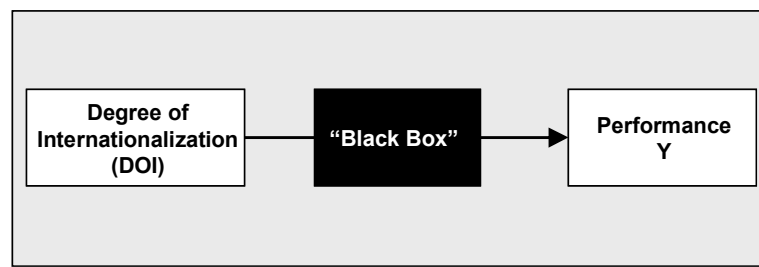 Degree of
Internationalization
(DOI)
“Black Box”
Performance
Y